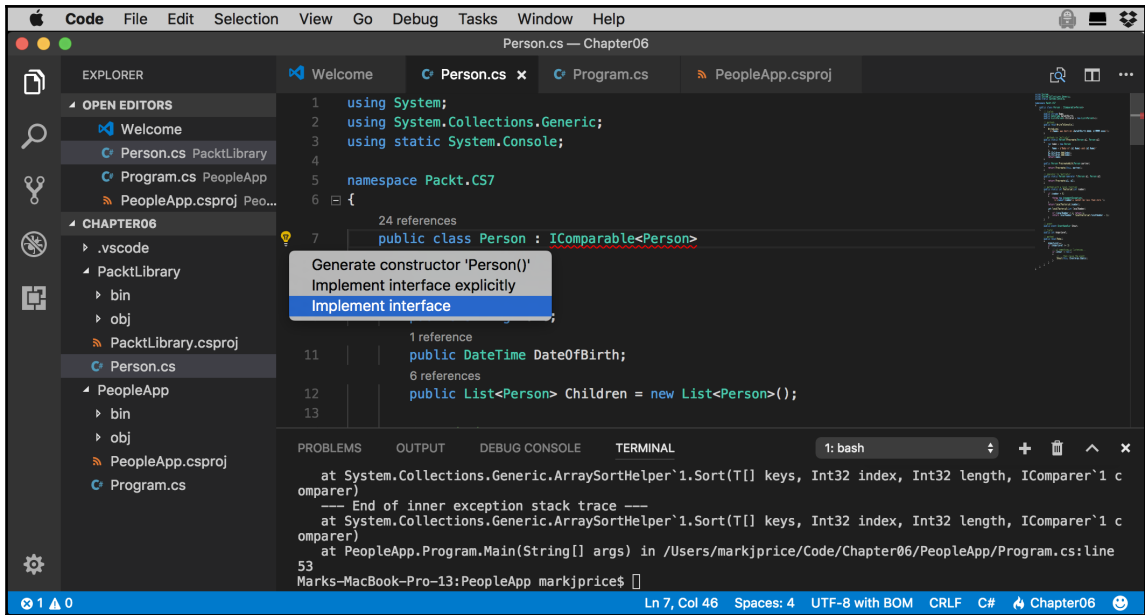 Code File Edit Selection View Go Debug Tasks Window Help
Person.cs — Chapter06
EXPLORER
OPEN EDITORS
Welcome
Person.cs PacktLibrary
Program.cs PeopleApp
PeopleApp.csproj Peo...
CHAPTER06
.vscode
PacktLibrary
bin
obj
PacktLibrary.csproj
Person.cs
PeopleApp
bin
obj
PeopleApp.csproj
Program.cs
Welcome Person.cs Program.cs PeopleApp.csproj
1 using System;
2 using System.Collections.Generic;
3 using static System.Console;
4
5 namespace Packt.CS7
6 {
24 references
7 public class Person : IComparable<Person>
Generate constructor 'Person()'
Implement interface explicitly
Implement interface
1 reference
11 public DateTime DateOfBirth;
6 references
12 public List<Person> Children = new List<Person>();
13
PROBLEMS OUTPUT DEBUG CONSOLE TERMINAL 1: bash
at System.Collections.Generic.ArraySortHelper`1.Sort(T[] keys, Int32 index, Int32 length, IComparer`1 c
omparer)
--- End of inner exception stack trace ---
at System.Collections.Generic.ArraySortHelper`1.Sort(T[] keys, Int32 index, Int32 length, IComparer`1 c
omparer)
at PeopleApp.Program.Main(String[] args) in /Users/markjprice/Code/Chapter06/PeopleApp/Program.cs:line
53
Marks-MacBook-Pro-13:PeopleApp markjprice$
1 0 Ln 7, Col 46 Spaces: 4 UTF-8 with BOM CRLF C# Chapter06